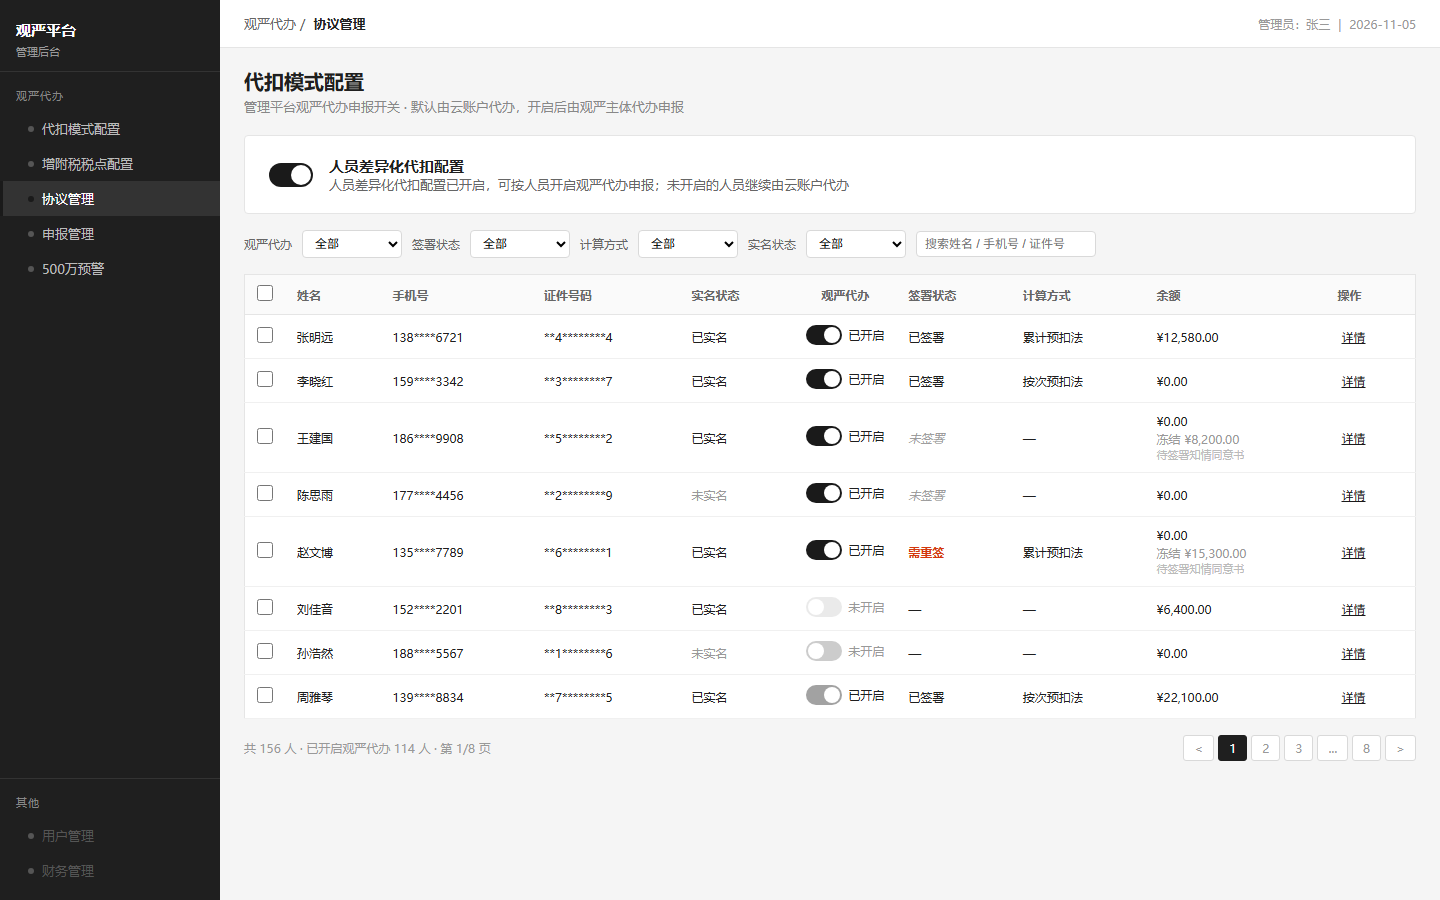 观严平台
管理后台
观严代办
代扣模式配置
增附税税点配置
协议管理
申报管理
500万预警
其他
用户管理
财务管理
观严代办 / 协议管理
管理员：张三 | 2026-11-05
代扣模式配置
管理平台观严代办申报开关 · 默认由云账户代办，开启后由观严主体代办申报
人员差异化代扣配置
人员差异化代扣配置已开启，可按人员开启观严代办申报；未开启的人员继续由云账户代办
观严代办 全部 签署状态 全部 计算方式 全部 实名状态 全部 搜索姓名 / 手机号 / 证件号
姓名 手机号 证件号码 实名状态 观严代办 签署状态 计算方式 余额 操作
张明远 138****6721 **4********4 已实名 已开启 已签署 累计预扣法 ¥12,580.00 详情
李晓红 159****3342 **3********7 已实名 已开启 已签署 按次预扣法 ¥0.00 详情
王建国 186****9908 **5********2 已实名 已开启 未签署 — ¥0.00 详情
冻结 ¥8,200.00
待签署知情同意书
陈思雨 177****4456 **2********9 未实名 已开启 未签署 — ¥0.00 详情
赵文博 135****7789 **6********1 已实名 已开启 需重签 累计预扣法 ¥0.00 详情
冻结 ¥15,300.00
待签署知情同意书
刘佳音 152****2201 **8********3 已实名 未开启 — — ¥6,400.00 详情
孙浩然 188****5567 **1********6 未实名 未开启 — — ¥0.00 详情
周雅琴 139****8834 **7********5 已实名 已开启 已签署 按次预扣法 ¥22,100.00 详情
共 156 人 · 已开启观严代办 114 人 · 第 1/8 页
< 1 2 3 ... 8 >